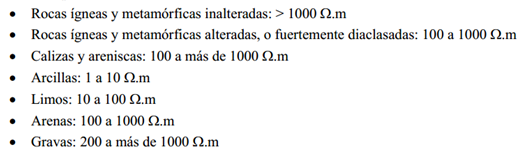 • Rocas ígneas y metamórficas inalteradas: > 1000 Ω.m
• Rocas ígneas y metamórficas alteradas, o fuertemente diaclasadas: 100 a 1000 Ω.m
• Calizas y areniscas: 100 a más de 1000 Ω.m
• Arcillas: 1 a 10 Ω.m
• Limos: 10 a 100 Ω.m
• Arenas: 100 a 1000 Ω.m
• Gravas: 200 a más de 1000 Ω.m